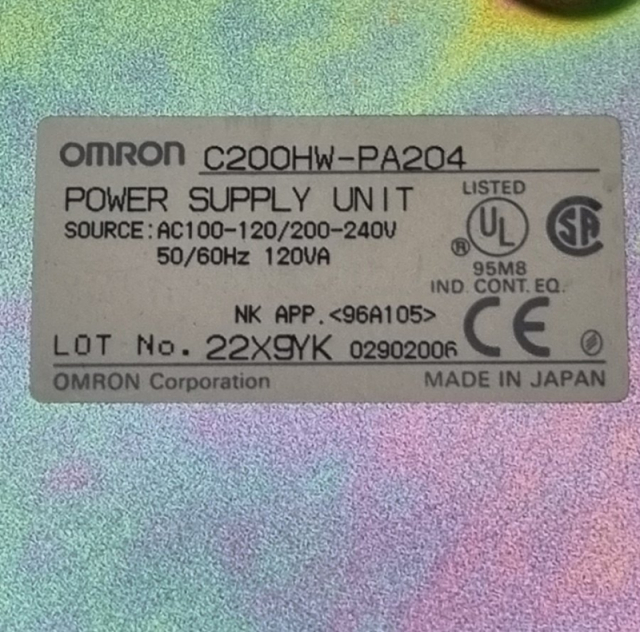 OMRON C200HW-PA204
POWER SUPPLY UNIT
SOURCE:AC100-120/200-240V
50/60Hz 120VA
LISTED
UL
®
SA
95M8
IND. CONT. EQ.
NK APP.<96A105>
CE
LOT No. 22X9YK 02902006
OMRON Corporation
MADE IN JAPAN